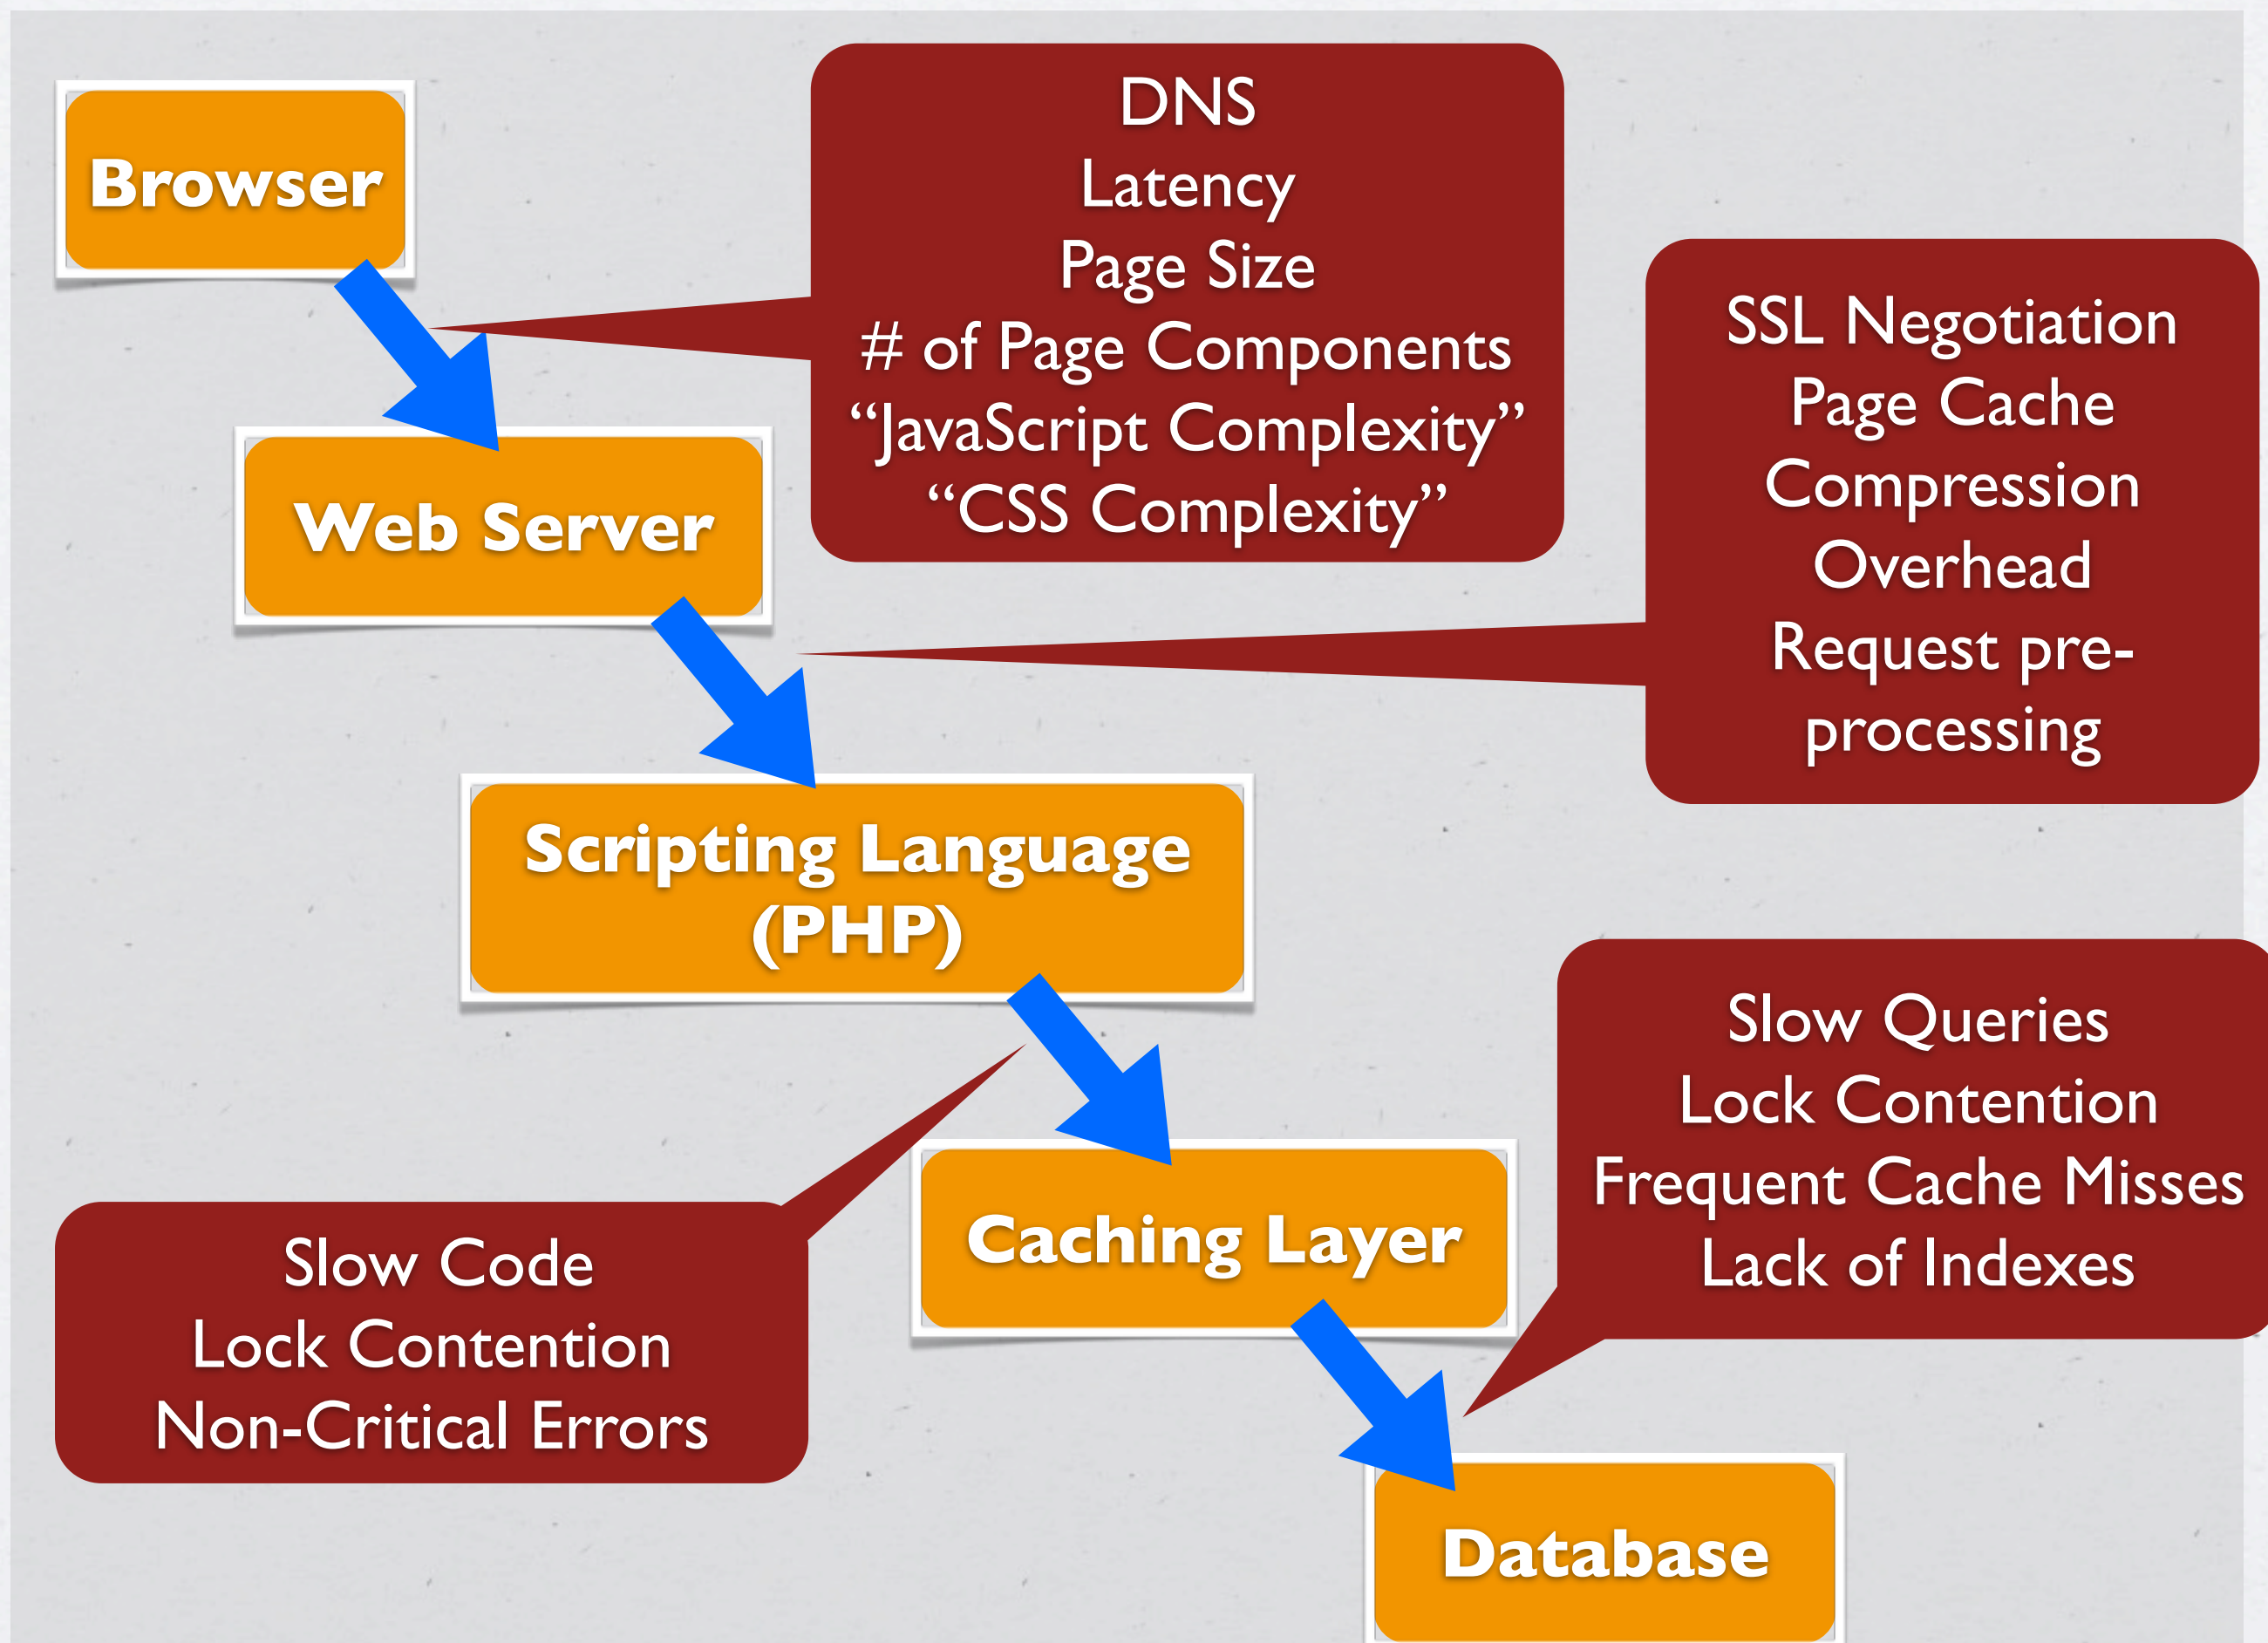 Browser
DNS
Latency
Page Size
# of Page Components
“JavaScript Complexity”
“CSS Complexity”
Web Server
SSL Negotiation
Page Cache
Compression
Overhead
Request pre-
processing
Scripting Language
(PHP)
Slow Code
Lock Contention
Non-Critical Errors
Caching Layer
Slow Queries
Lock Contention
Frequent Cache Misses
Lack of Indexes
Database